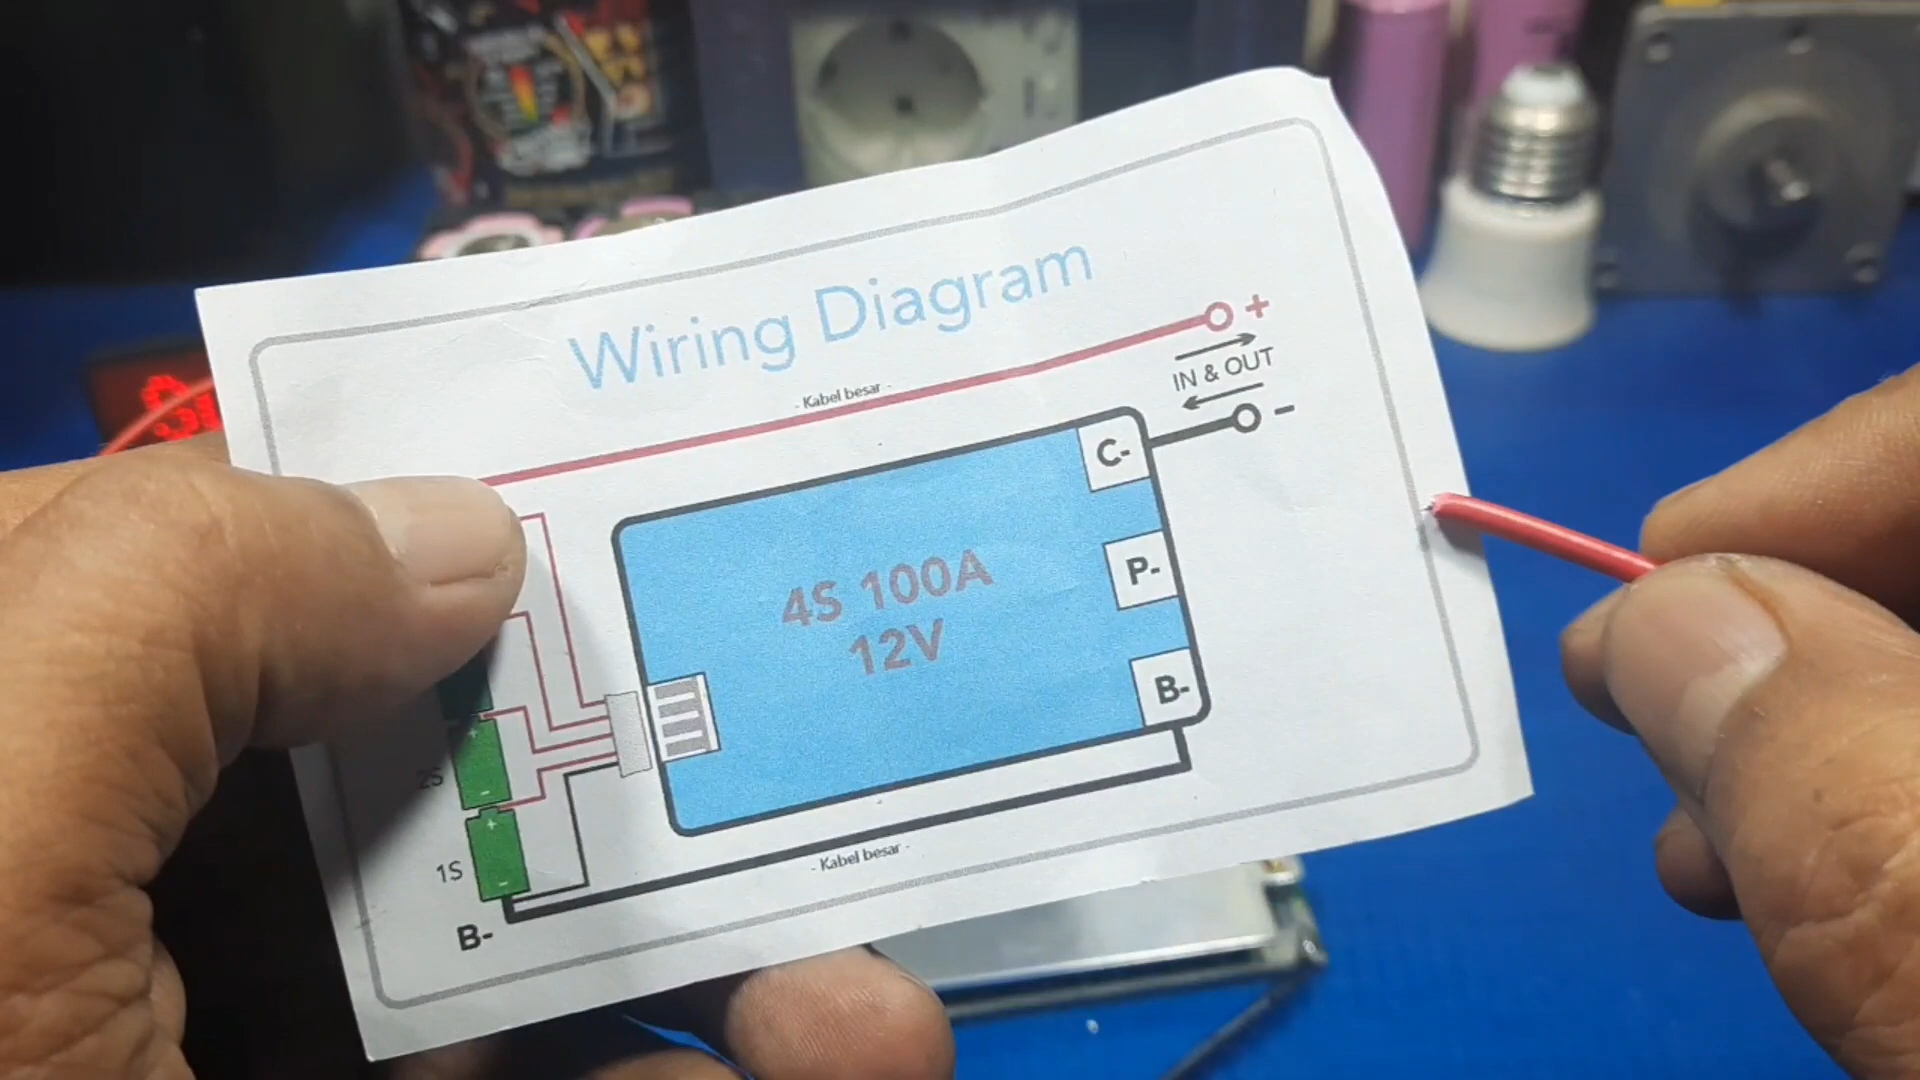 Wiring Diagram
+
- Kabel besar -
IN & OUT
-
C-
4S 100A
12V
P-
B-
+
2S
-
+
1S
-
- Kabel besar -
B-